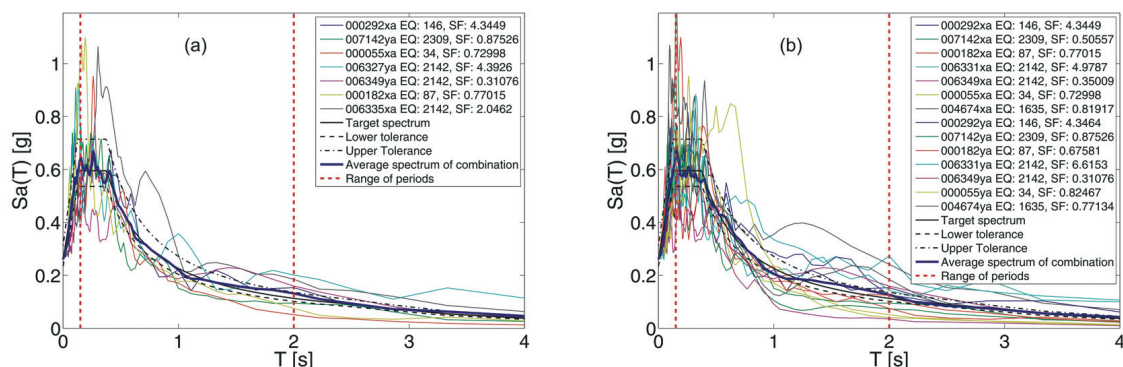 (a)
000292xa EQ: 146, SF: 4.3449
007142ya EQ: 2309, SF: 0.87526
000055xa EQ: 34, SF: 0.72998
006327ya EQ: 2142, SF: 4.3926
006349ya EQ: 2142, SF: 0.31076
000182xa EQ: 87, SF: 0.77015
006335xa EQ: 2142, SF: 2.0462
Target spectrum
Lower tolerance
Upper Tolerance
Average spectrum of combination
Range of periods
Sa(T) [g]
1
0.8
0.6
0.4
0.2
0
0 1 2 3 4
T [s]
(b)
000292xa EQ: 146, SF: 4.3449
007142xa EQ: 2309, SF: 0.50557
000182xa EQ: 87, SF: 0.77015
006331xa EQ: 2142, SF: 4.9787
006349xa EQ: 2142, SF: 0.35009
000055xa EQ: 34, SF: 0.72998
004674xa EQ: 1635, SF: 0.81917
000292ya EQ: 146, SF: 4.3464
007142ya EQ: 2309, SF: 0.87526
000182ya EQ: 87, SF: 0.67581
006331ya EQ: 2142, SF: 6.6153
006349ya EQ: 2142, SF: 0.31076
000055ya EQ: 34, SF: 0.82467
004674ya EQ: 1635, SF: 0.77134
Target spectrum
Lower tolerance
Upper Tolerance
Average spectrum of combination
Range of periods
Sa(T) [g]
1
0.8
0.6
0.4
0.2
0
0 1 2 3 4
T [s]